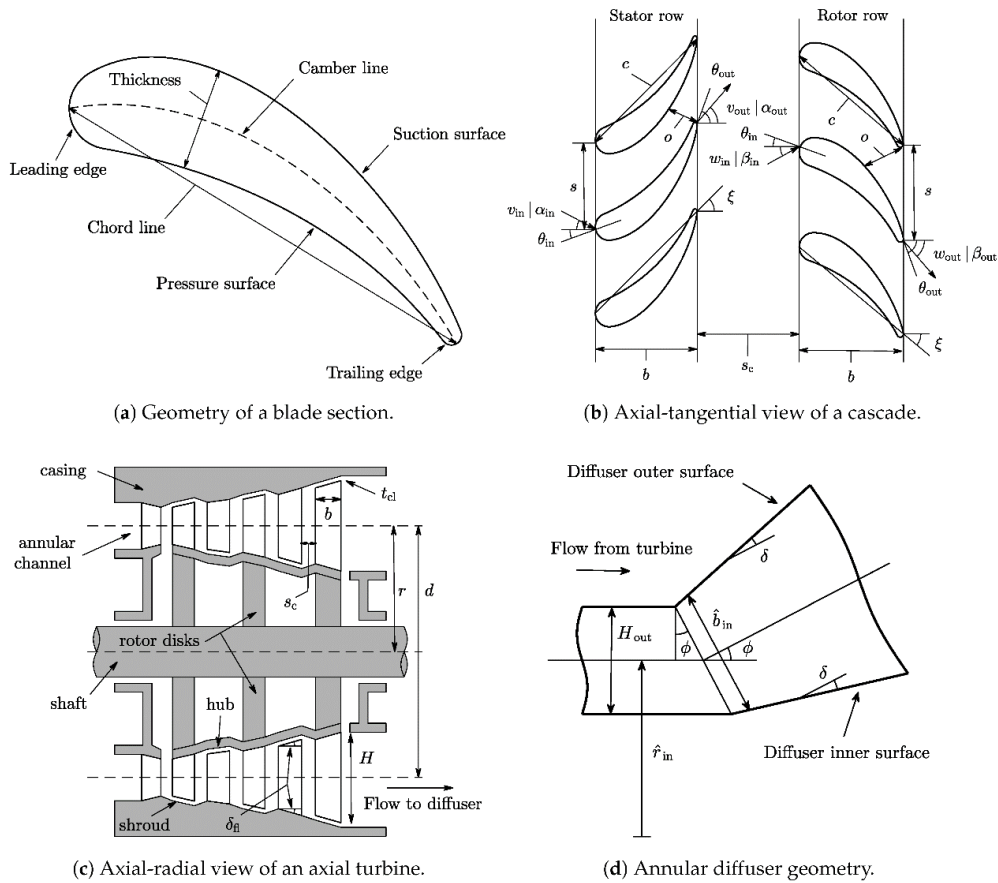 Thickness
Camber line
Suction surface
Leading edge
Chord line
Pressure surface
Trailing edge
(a) Geometry of a blade section.
Stator row
Rotor row
c
θout
vout | αout
o
s
vin | αin
θin
ξ
b
sc
c
θin
o
win | βin
s
wout | βout
θout
ξ
b
(b) Axial-tangential view of a cascade.
casing
tcl
b
annular
channel
r
d
sc
rotor disks
shaft
hub
H
Flow to diffuser
shroud
δfl
(c) Axial-radial view of an axial turbine.
Diffuser outer surface
Flow from turbine
δ
b̂in
Hout
ϕ
ϕ
δ
r̂in
Diffuser inner surface
(d) Annular diffuser geometry.